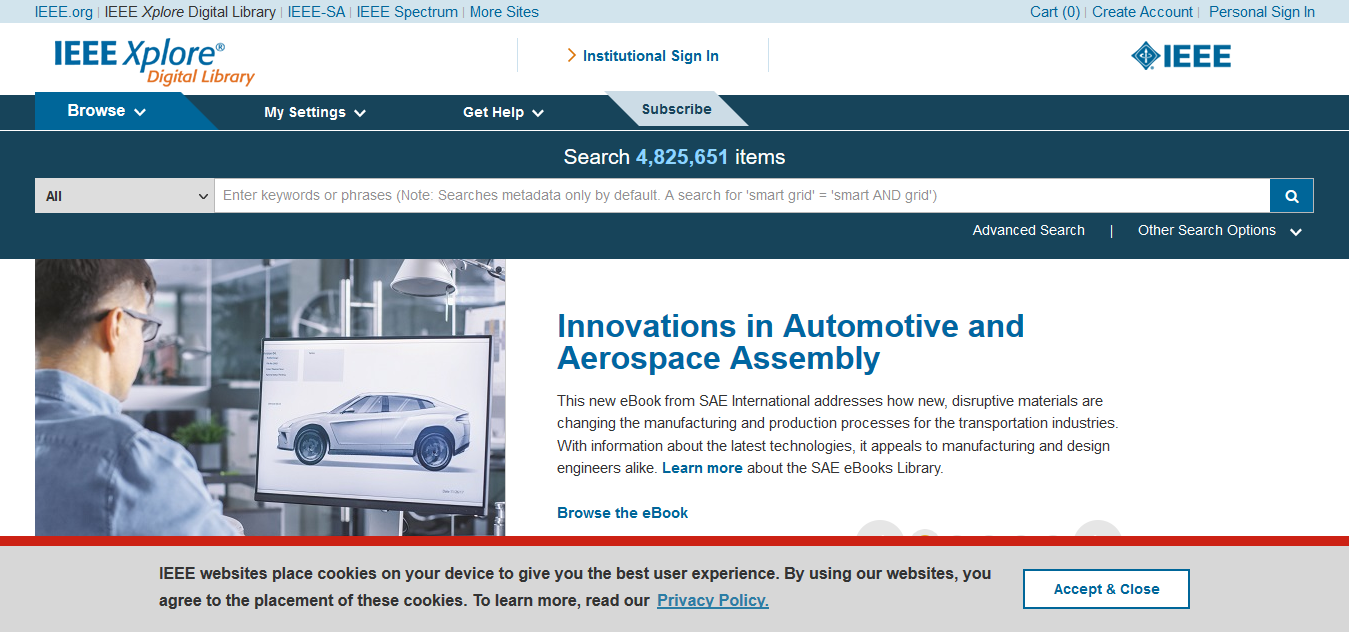 IEEE.org | IEEE Xplore Digital Library | IEEE-SA | IEEE Spectrum | More Sites
Cart (0) | Create Account | Personal Sign In
IEEE Xplore®
Digital Library
Institutional Sign In
IEEE
Browse
My Settings
Get Help
Subscribe
Search 4,825,651 items
All
Enter keywords or phrases (Note: Searches metadata only by default. A search for 'smart grid' = 'smart AND grid')
Advanced Search | Other Search Options
Innovations in Automotive and
Aerospace Assembly
This new eBook from SAE International addresses how new, disruptive materials are
changing the manufacturing and production processes for the transportation industries.
With information about the latest technologies, it appeals to manufacturing and design
engineers alike. Learn more about the SAE eBooks Library.
Browse the eBook
IEEE websites place cookies on your device to give you the best user experience. By using our websites, you
agree to the placement of these cookies. To learn more, read our Privacy Policy.
Accept & Close